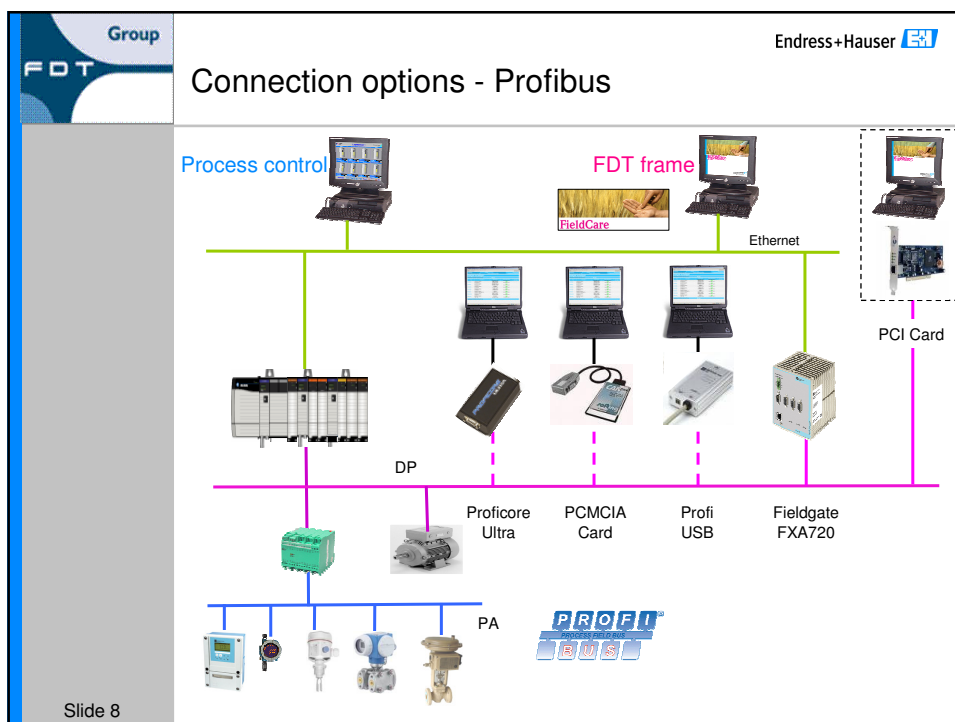 Group
FDT
Endress+Hauser
Connection options - Profibus
Process control
FDT frame
FieldCare
Ethernet
PCI Card
DP
Proficore
Ultra
PCMCIA
Card
Profi
USB
Fieldgate
FXA720
PA
PROFI®
PROCESS FIELD BUS
BUS
Slide 8